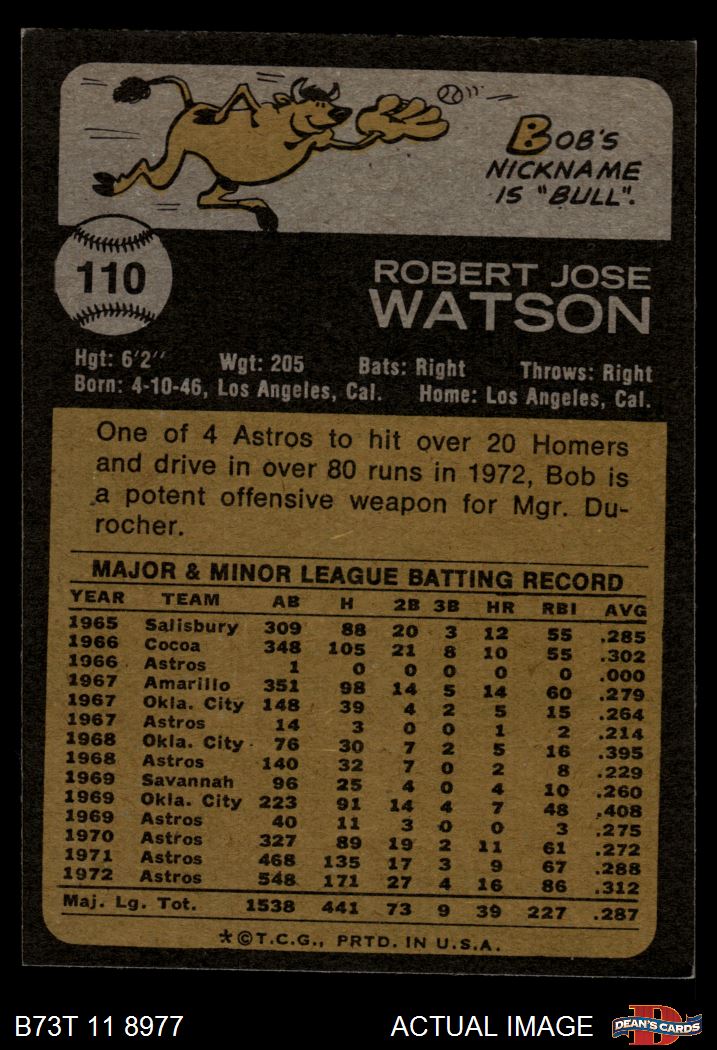 BOB'S
NICKNAME
IS "BULL".
110
ROBERT JOSE
WATSON
Hgt: 6'2" Wgt: 205 Bats: Right Throws: Right
Born: 4-10-46, Los Angeles, Cal. Home: Los Angeles, Cal.
One of 4 Astros to hit over 20 Homers
and drive in over 80 runs in 1972, Bob is
a potent offensive weapon for Mgr. Du-
rocher.
MAJOR & MINOR LEAGUE BATTING RECORD
YEAR TEAM AB H 2B 3B HR RBI AVG
1965 Salisbury 309 88 20 3 12 55 .285
1966 Cocoa 348 105 21 8 10 55 .302
1966 Astros 1 0 0 0 0 0 .000
1967 Amarillo 351 98 14 5 14 60 .279
1967 Okla. City 148 39 4 2 5 15 .264
1967 Astros 14 3 0 0 1 2 .214
1968 Okla. City 76 30 7 2 5 16 .395
1968 Astros 140 32 7 0 2 8 .229
1969 Savannah 96 25 4 0 4 10 .260
1969 Okla. City 223 91 14 4 7 48 .408
1969 Astros 40 11 3 0 0 3 .275
1970 Astros 327 89 19 2 11 61 .272
1971 Astros 468 135 17 3 9 67 .288
1972 Astros 548 171 27 4 16 86 .312
Maj. Lg. Tot. 1538 441 73 9 39 227 .287
*©T.C.G., PRTD. IN U.S.A.
B73T 11 8977 ACTUAL IMAGE
D
DEAN'S CARDS